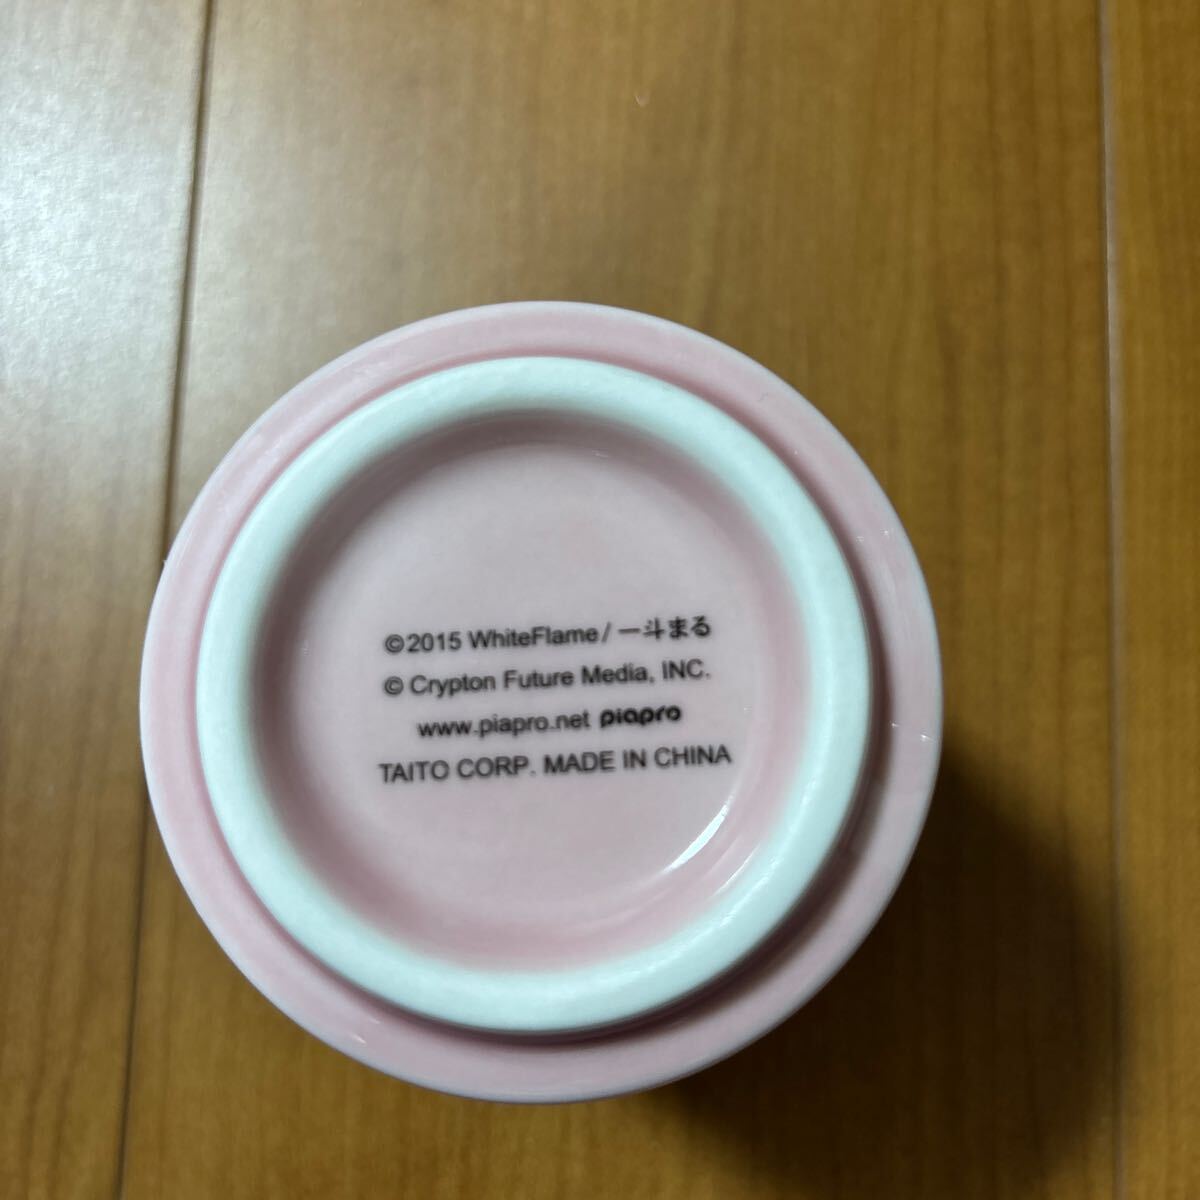 ©2015 WhiteFlame / 一斗まる
© Crypton Future Media, INC.
www.piapro.net piapro
TAITO CORP. MADE IN CHINA